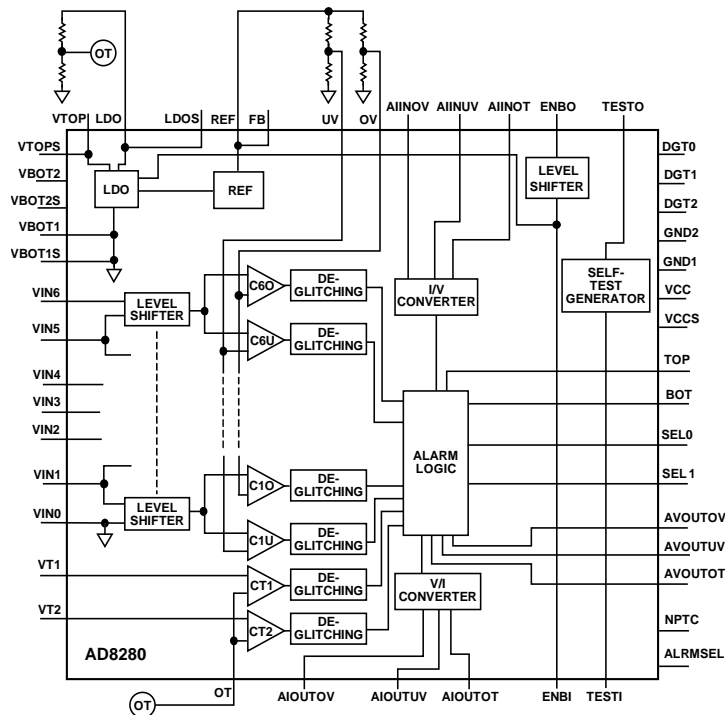 OT
VTOP LDO LDOS REF FB UV OV AIINOV AIINUV AIINOT ENBO TESTO
VTOPS
VBOT2
VBOT2S
VBOT1
VBOT1S
VIN6
VIN5
VIN4
VIN3
VIN2
VIN1
VIN0
VT1
VT2
LDO
REF
LEVEL
SHIFTER
LEVEL
SHIFTER
C6O
DE-
GLITCHING
C6U
DE-
GLITCHING
C1O
DE-
GLITCHING
C1U
DE-
GLITCHING
CT1
DE-
GLITCHING
CT2
DE-
GLITCHING
I/V
CONVERTER
ALARM
LOGIC
V/I
CONVERTER
LEVEL
SHIFTER
SELF-
TEST
GENERATOR
DGT0
DGT1
DGT2
GND2
GND1
VCC
VCCS
TOP
BOT
SEL0
SEL1
AVOUTOV
AVOUTUV
AVOUTOT
NPTC
ALRMSEL
AD8280
OT
OT
AIOUTOV
AIOUTUV
AIOUTOT
ENBI
TESTI